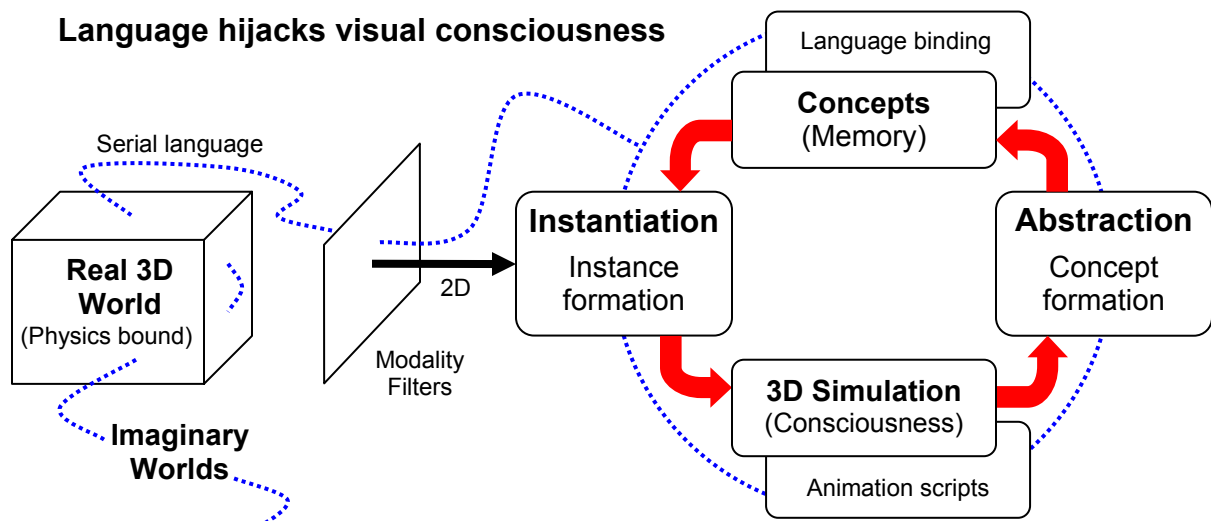 Language hijacks visual consciousness
Language binding
Concepts
(Memory)
Serial language
Real 3D
World
(Physics bound)
2D
Modality
Filters
Instantiation
Instance
formation
Abstraction
Concept
formation
3D Simulation
(Consciousness)
Animation scripts
Imaginary
Worlds